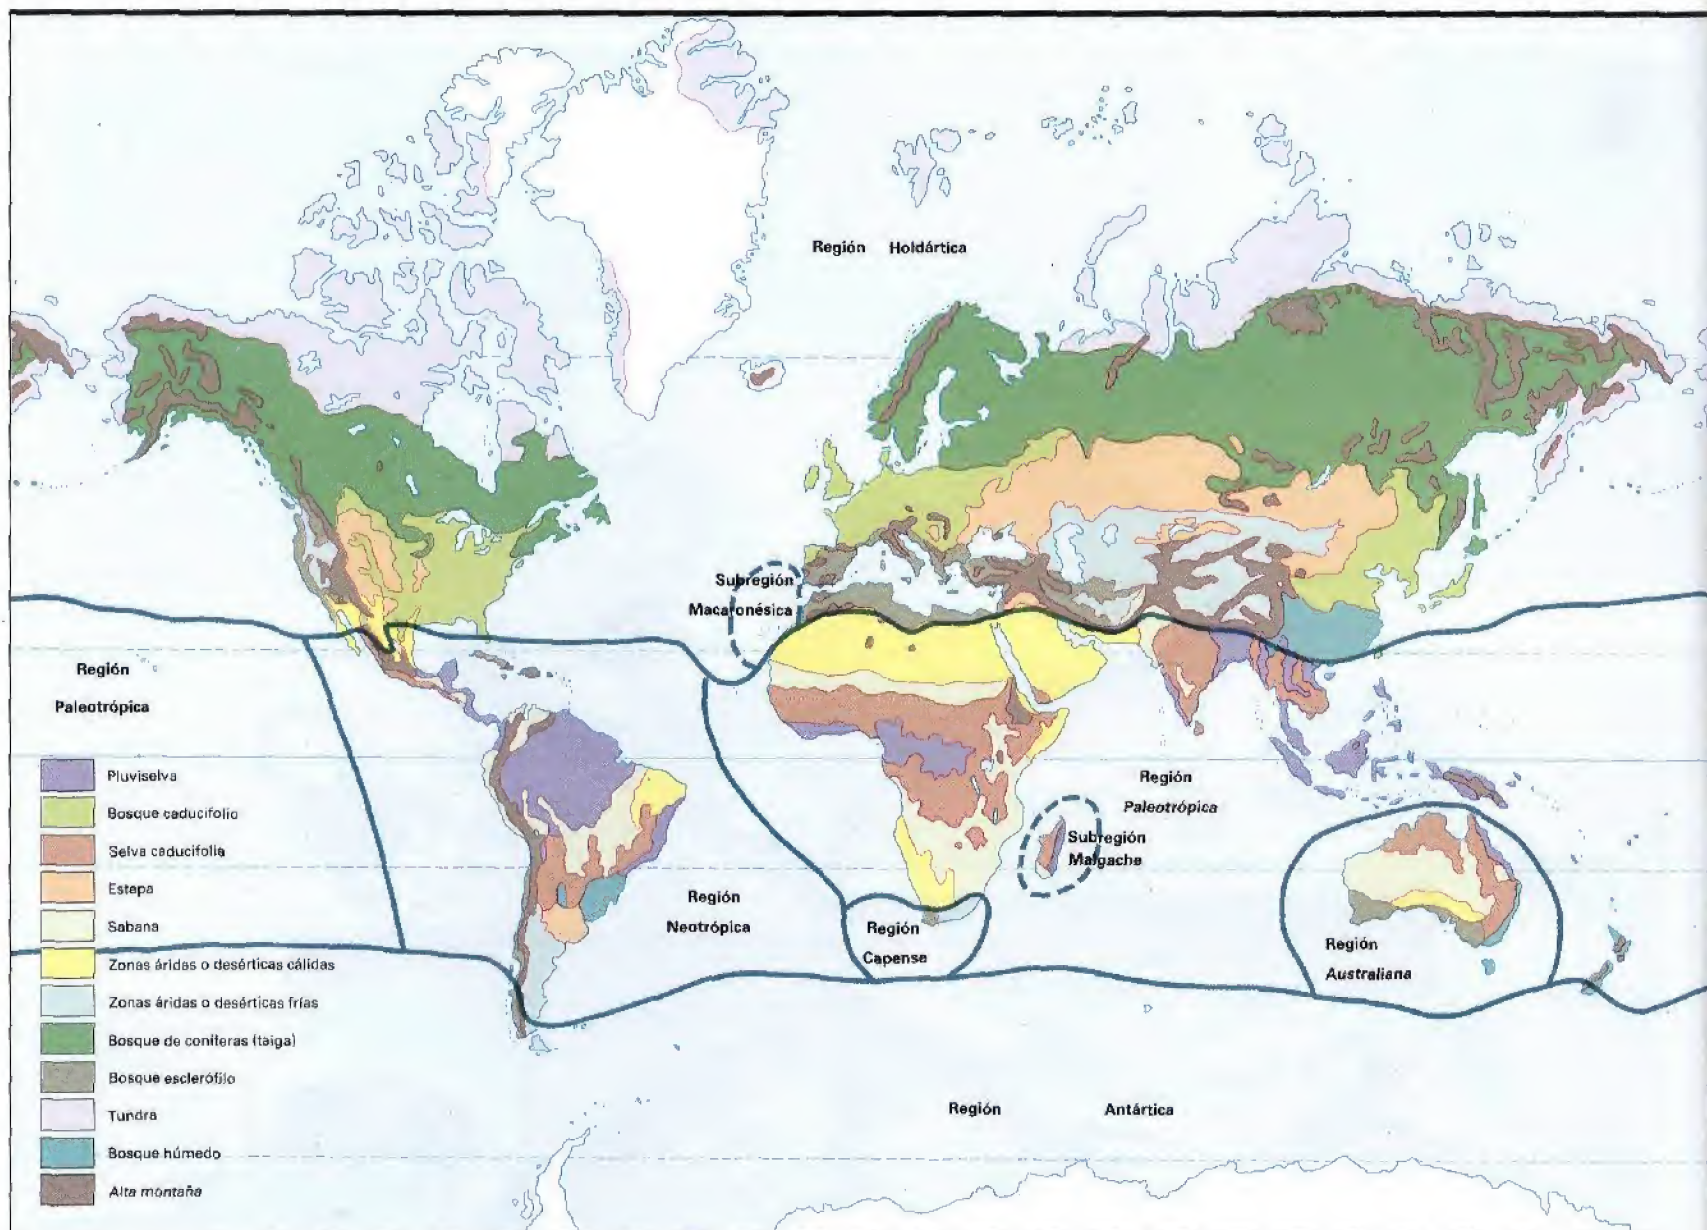 Región Holdártica
Subregión
Macaronésica
Región
Paleotrópica
Región
Paleotrópica
Subregión
Malgache
Región
Neotrópica
Región
Capense
Región
Australiana
Región Antártica
Pluviselva
Bosque caducifolio
Selva caducifolia
Estepa
Sabana
Zonas áridas o desérticas cálidas
Zonas áridas o desérticas frías
Bosque de coníferas (taiga)
Bosque esclerófilo
Tundra
Bosque húmedo
Alta montaña